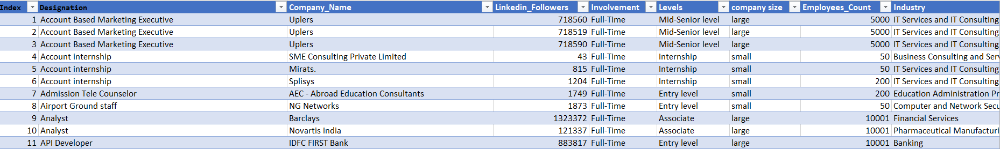 Index Designation Company_Name Linkedin_Followers Involvement Levels company size Employees_Count Industry
1 Account Based Marketing Executive Uplers 718560 Full-Time Mid-Senior level large 5000 IT Services and IT Consulting
2 Account Based Marketing Executive Uplers 718519 Full-Time Mid-Senior level large 5000 IT Services and IT Consulting
3 Account Based Marketing Executive Uplers 718590 Full-Time Mid-Senior level large 5000 IT Services and IT Consulting
4 Account internship SME Consulting Private Limited 43 Full-Time Internship small 50 Business Consulting and Serv
5 Account internship Mirats. 815 Full-Time Internship small 50 IT Services and IT Consulting
6 Account internship Splisys 1204 Full-Time Internship small 200 IT Services and IT Consulting
7 Admission Tele Counselor AEC - Abroad Education Consultants 1749 Full-Time Entry level small 200 Education Administration Pr
8 Airport Ground staff NG Networks 1873 Full-Time Entry level small 50 Computer and Network Secu
9 Analyst Barclays 1323372 Full-Time Associate large 10001 Financial Services
10 Analyst Novartis India 121337 Full-Time Associate large 10001 Pharmaceutical Manufacturi
11 API Developer IDFC FIRST Bank 883817 Full-Time Entry level large 10001 Banking